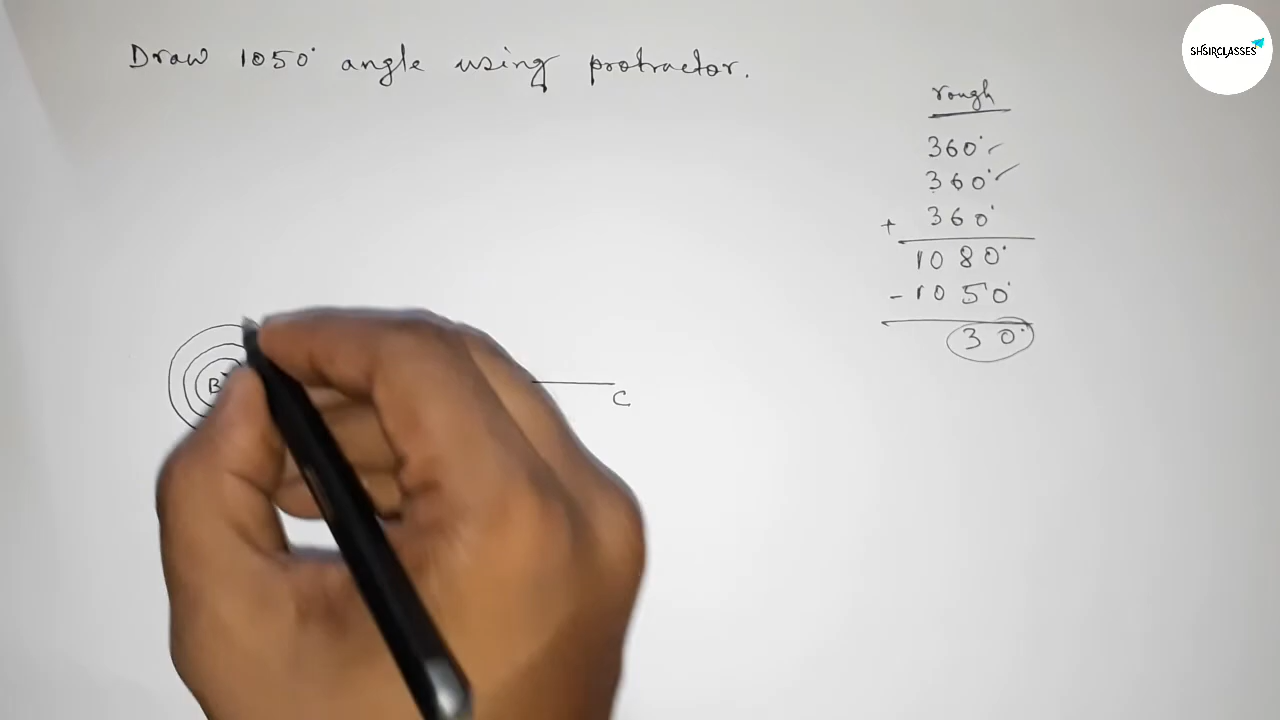 Draw 1050° angle using protractor.
SHSIRCLASSES
rough
360°
360°
+ 360°
1080°
- 1050
30°
B
C